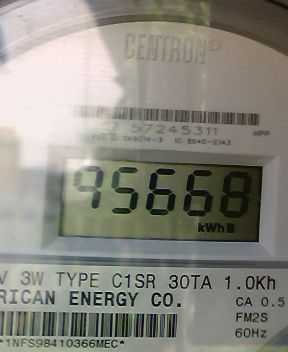 CENTRON®
57245311
95668
kWh
V 3W TYPE C1SR 30TA 1.0Kh
RICAN ENERGY CO.
CA 0.5
FM2S
60Hz
*1NFS98410366MEC*